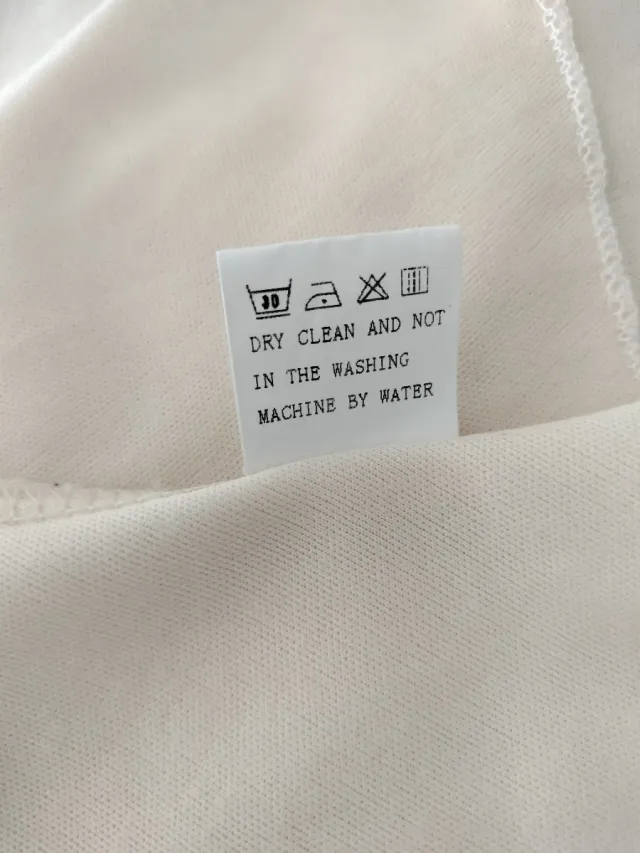 30
DRY CLEAN AND NOT
IN THE WASHING
MACHINE BY WATER